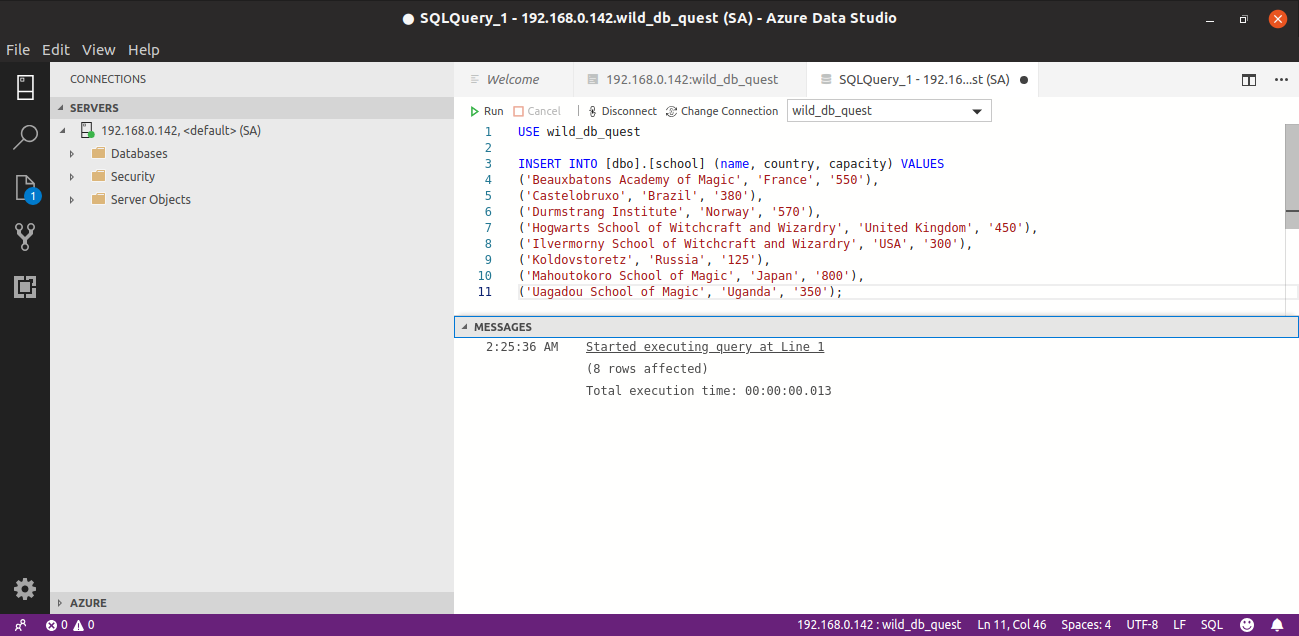 ● SQLQuery_1 - 192.168.0.142.wild_db_quest (SA) - Azure Data Studio
File Edit View Help
CONNECTIONS
SERVERS
192.168.0.142, <default> (SA)
Databases
Security
Server Objects
AZURE
1
Welcome 192.168.0.142:wild_db_quest SQLQuery_1 - 192.16...st (SA) ●
Run Cancel | Disconnect Change Connection wild_db_quest
1 USE wild_db_quest
2
3 INSERT INTO [dbo].[school] (name, country, capacity) VALUES
4 ('Beauxbatons Academy of Magic', 'France', '550'),
5 ('Castelobruxo', 'Brazil', '380'),
6 ('Durmstrang Institute', 'Norway', '570'),
7 ('Hogwarts School of Witchcraft and Wizardry', 'United Kingdom', '450'),
8 ('Ilvermorny School of Witchcraft and Wizardry', 'USA', '300'),
9 ('Koldovstoretz', 'Russia', '125'),
10 ('Mahoutokoro School of Magic', 'Japan', '800'),
11 ('Uagadou School of Magic', 'Uganda', '350');
MESSAGES
2:25:36 AM Started executing query at Line 1
(8 rows affected)
Total execution time: 00:00:00.013
0 0 192.168.0.142 : wild_db_quest Ln 11, Col 46 Spaces: 4 UTF-8 LF SQL